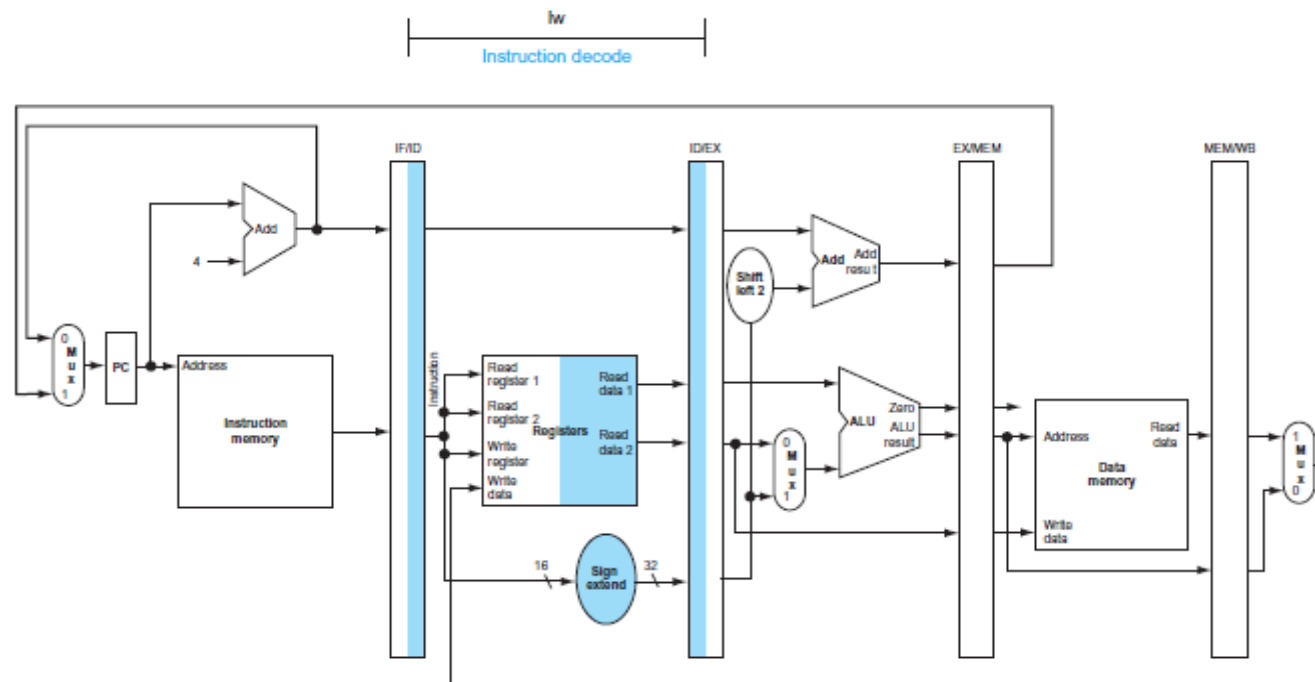 lw
Instruction decode
IF/ID
ID/EX
EX/MEM
MEM/WB
Add
4
Add
Add
resu t
Shift
left 2
0
M
u
x
1
PC
Address
Instruction
memory
Instruction
Read
register 1
Read
register 2
Write
register
Write
data
Registers
Read
data 1
Read
data 2
16
Sign
extend
32
0
M
u
x
1
ALU
Zero
ALU
result
Address
Read
data
Data
memory
Write
data
1
M
u
x
0